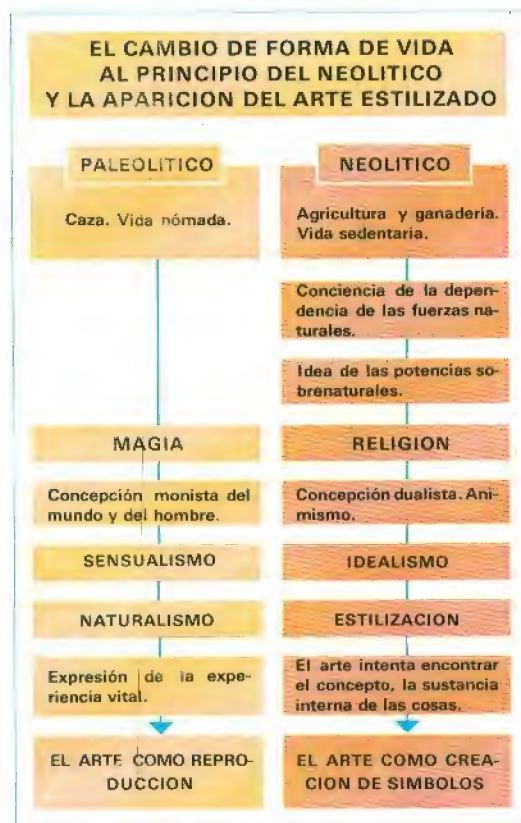 EL CAMBIO DE FORMA DE VIDA
AL PRINCIPIO DEL NEOLITICO
Y LA APARICION DEL ARTE ESTILIZADO
PALEOLITICO
Caza. Vida nómada.
MAGIA
Concepción monista del
mundo y del hombre.
SENSUALISMO
NATURALISMO
Expresión de la expe-
riencia vital.
EL ARTE COMO REPRO-
DUCCION
NEOLITICO
Agricultura y ganadería.
Vida sedentaria.
Conciencia de la depen-
dencia de las fuerzas na-
turales.
Idea de las potencias so-
brenaturales.
RELIGION
Concepción dualista. Ani-
mismo.
IDEALISMO
ESTILIZACION
El arte intenta encontrar
el concepto, la sustancia
interna de las cosas.
EL ARTE COMO CREA-
CION DE SIMBOLOS